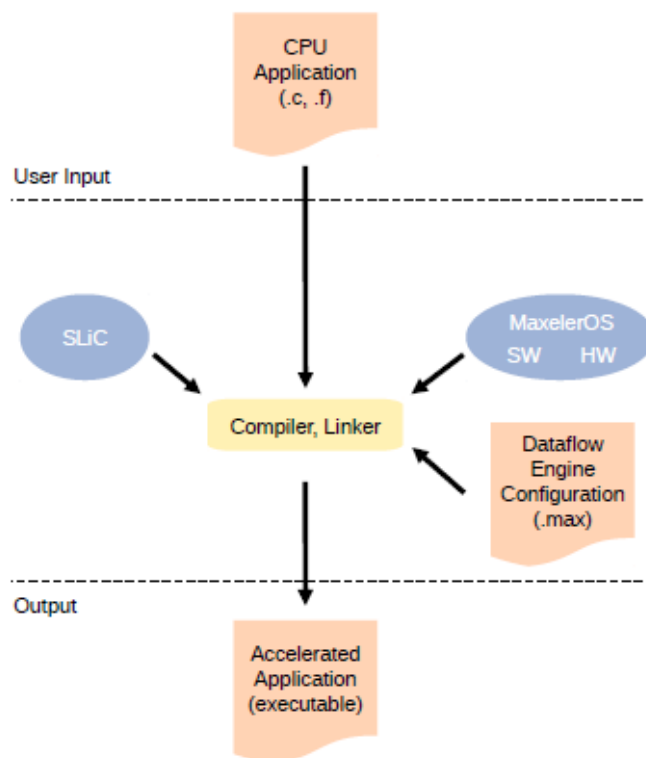 CPU
Application
(.c, .f)
User Input
SLiC
MaxelerOS
SW HW
Compiler, Linker
Dataflow
Engine
Configuration
(.max)
Output
Accelerated
Application
(executable)